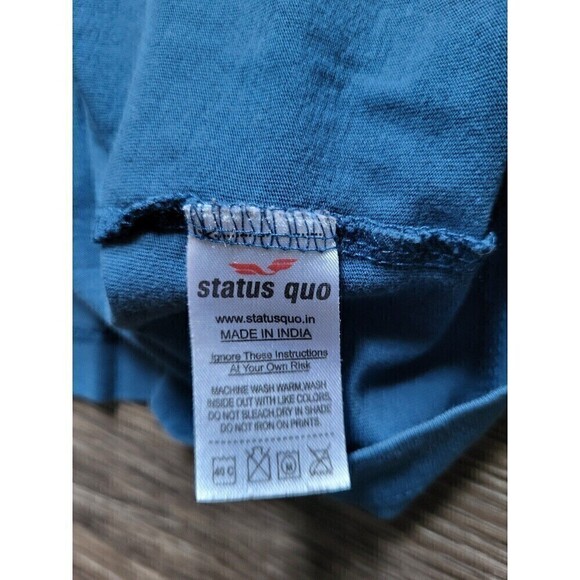 status quo
www.statusquo.in
MADE IN INDIA
Ignore These Instructions
At Your Own Risk
MACHINE WASH WARM, WASH
INSIDE OUT WITH LIKE COLORS,
DO NOT BLEACH, DRY IN SHADE
DO NOT IRON ON PRINTS.
40 C
M